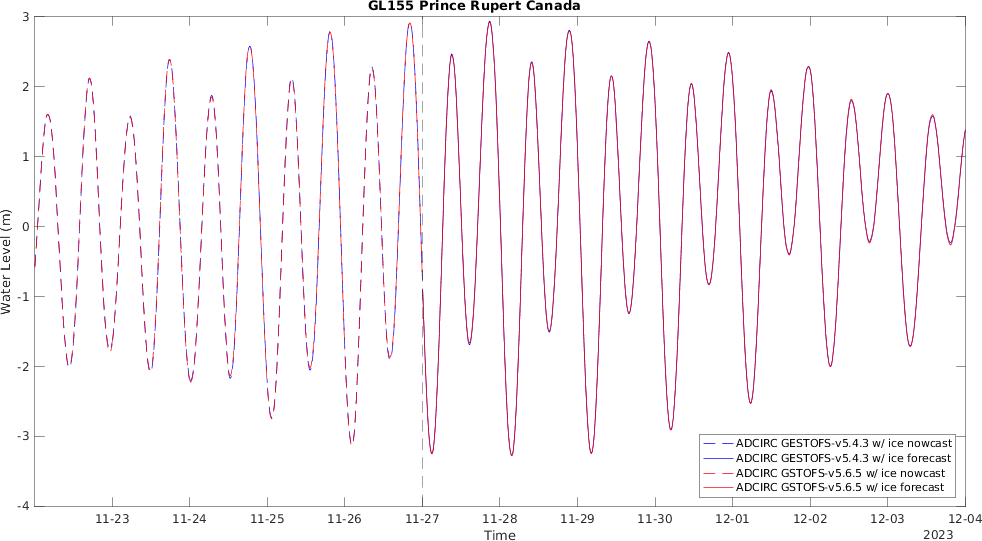 GL155 Prince Rupert Canada
3
2
1
0
-1
-2
-3
-4
Water Level (m)
ADCIRC GESTOFS-v5.4.3 w/ ice nowcast
ADCIRC GESTOFS-v5.4.3 w/ ice forecast
ADCIRC GSTOFS-v5.6.5 w/ ice nowcast
ADCIRC GSTOFS-v5.6.5 w/ ice forecast
11-23 11-24 11-25 11-26 11-27 11-28 11-29 11-30 12-01 12-02 12-03 12-04
Time
2023